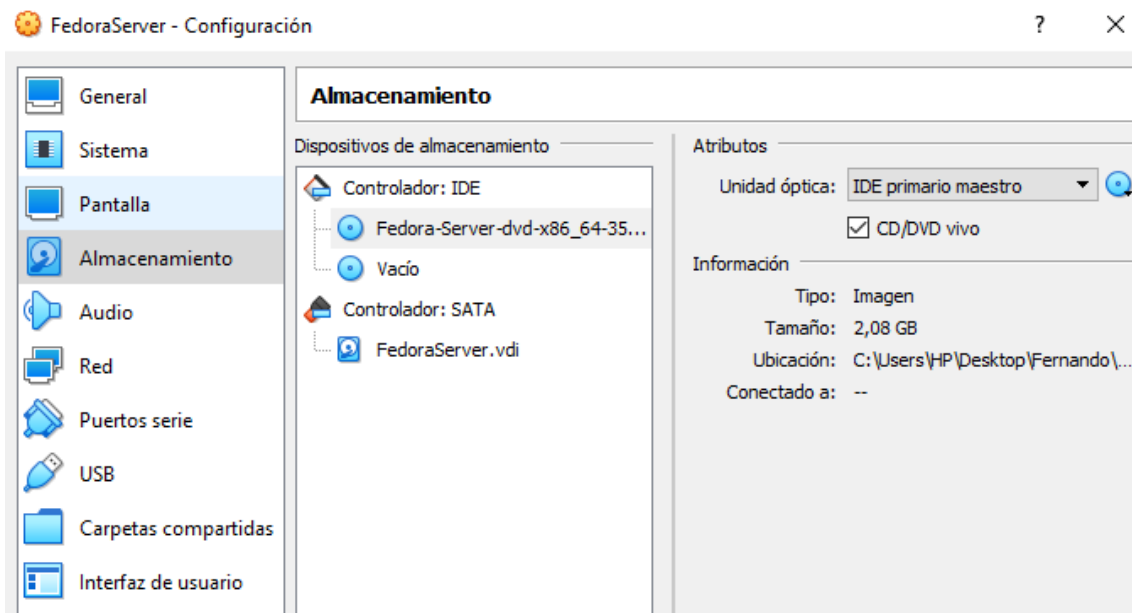 FedoraServer - Configuración
?
General
Sistema
Pantalla
Almacenamiento
Audio
Red
Puertos serie
USB
Carpetas compartidas
Interfaz de usuario
Almacenamiento
Dispositivos de almacenamiento
Controlador: IDE
Fedora-Server-dvd-x86_64-35...
Vacío
Controlador: SATA
FedoraServer.vdi
Atributos
Unidad óptica: IDE primario maestro
CD/DVD vivo
Información
Tipo: Imagen
Tamaño: 2,08 GB
Ubicación: C:\Users\HP\Desktop\Fernando\...
Conectado a: --